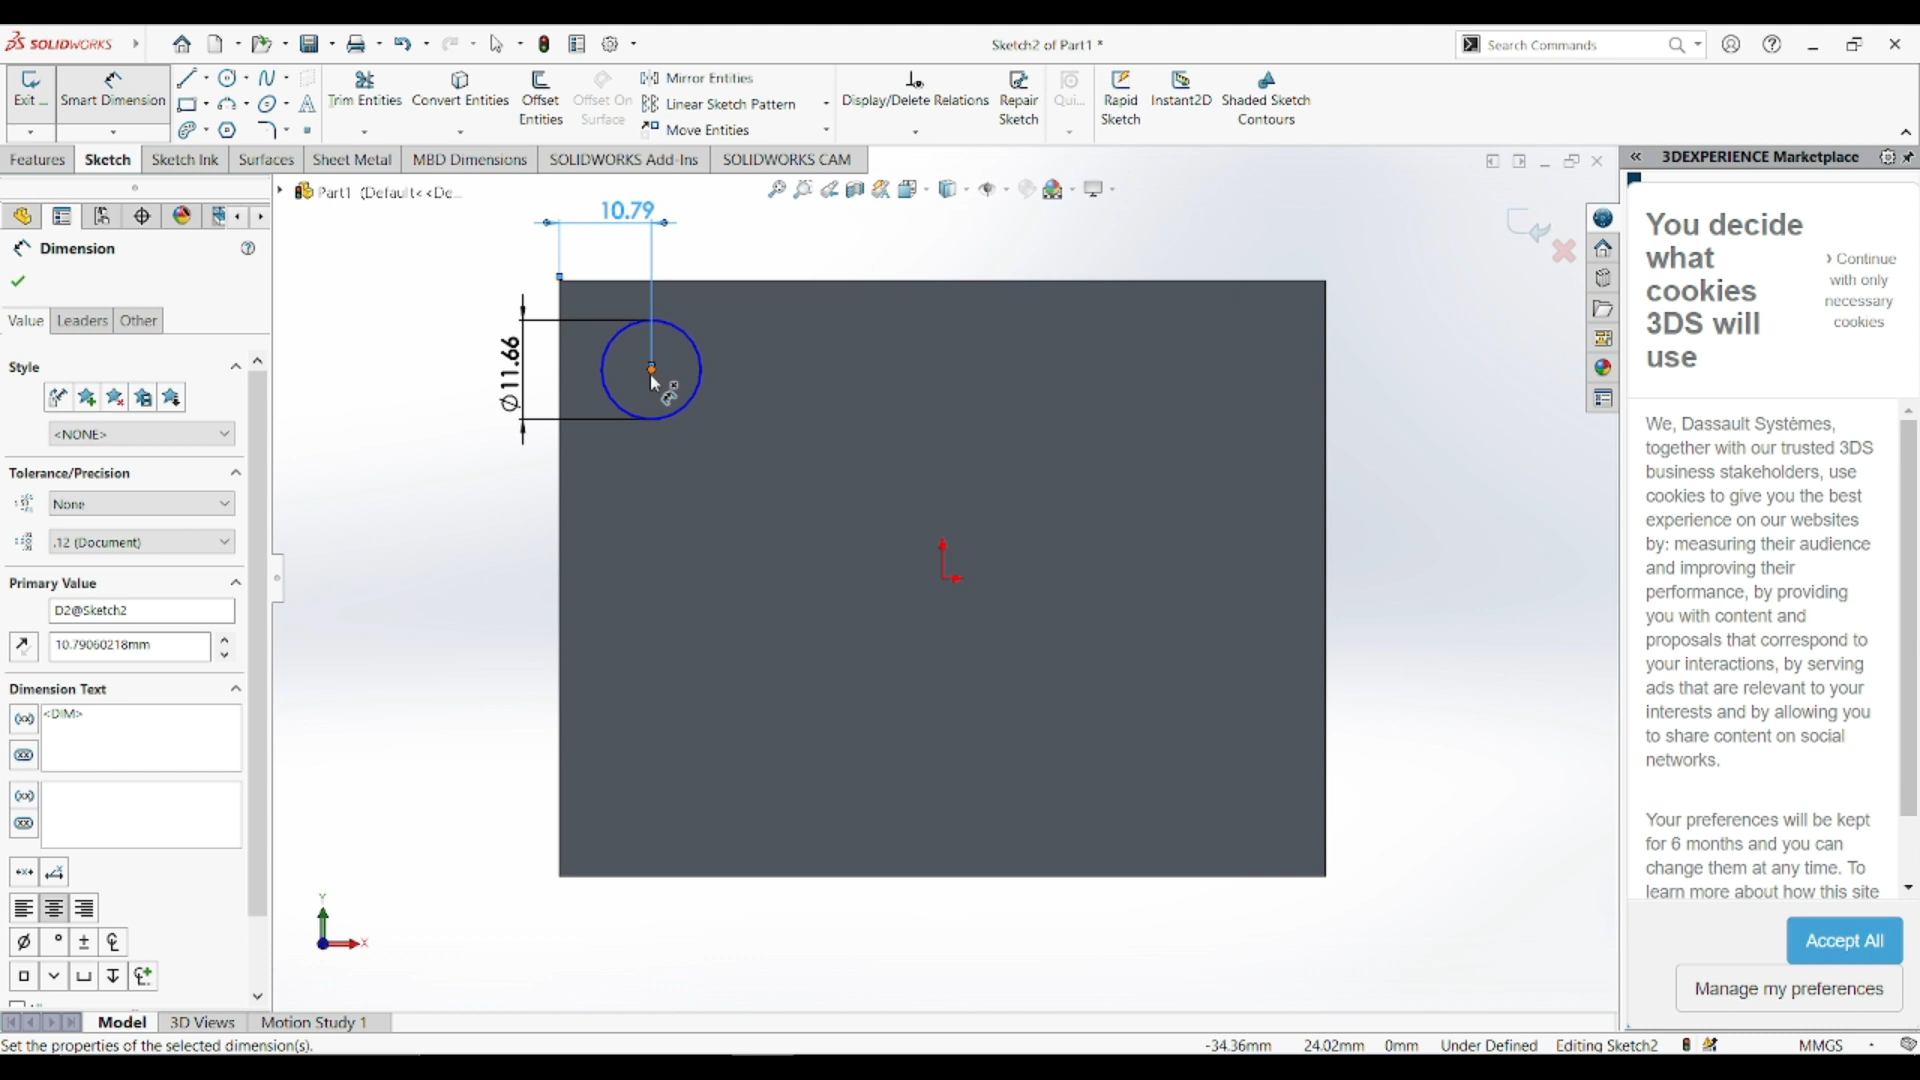 SOLIDWORKS
Sketch2 of Part1 *
Search Commands
Exit ...
Smart Dimension
Trim Entities
Convert Entities
Offset Entities
Offset On Surface
Mirror Entities
Linear Sketch Pattern
Move Entities
Display/Delete Relations
Repair Sketch
Qui...
Rapid Sketch
Instant2D
Shaded Sketch Contours
Features
Sketch
Sketch Ink
Surfaces
Sheet Metal
MBD Dimensions
SOLIDWORKS Add-Ins
SOLIDWORKS CAM
3DEXPERIENCE Marketplace
Part1 (Default<<De...
Dimension
Value
Leaders
Other
Style
<NONE>
Tolerance/Precision
None
.12 (Document)
Primary Value
D2@Sketch2
10.79060218mm
Dimension Text
<DIM>
10.79
Ø11.66
Y
X
You decide
what
cookies
3DS will
use
› Continue
with only
necessary
cookies
We, Dassault Systèmes,
together with our trusted 3DS
business stakeholders, use
cookies to give you the best
experience on our websites
by: measuring their audience
and improving their
performance, by providing
you with content and
proposals that correspond to
your interactions, by serving
ads that are relevant to your
interests and by allowing you
to share content on social
networks.
Your preferences will be kept
for 6 months and you can
change them at any time. To
learn more about how this site
Accept All
Manage my preferences
Model
3D Views
Motion Study 1
Set the properties of the selected dimension(s).
-34.36mm
24.02mm
0mm
Under Defined
Editing Sketch2
MMGS